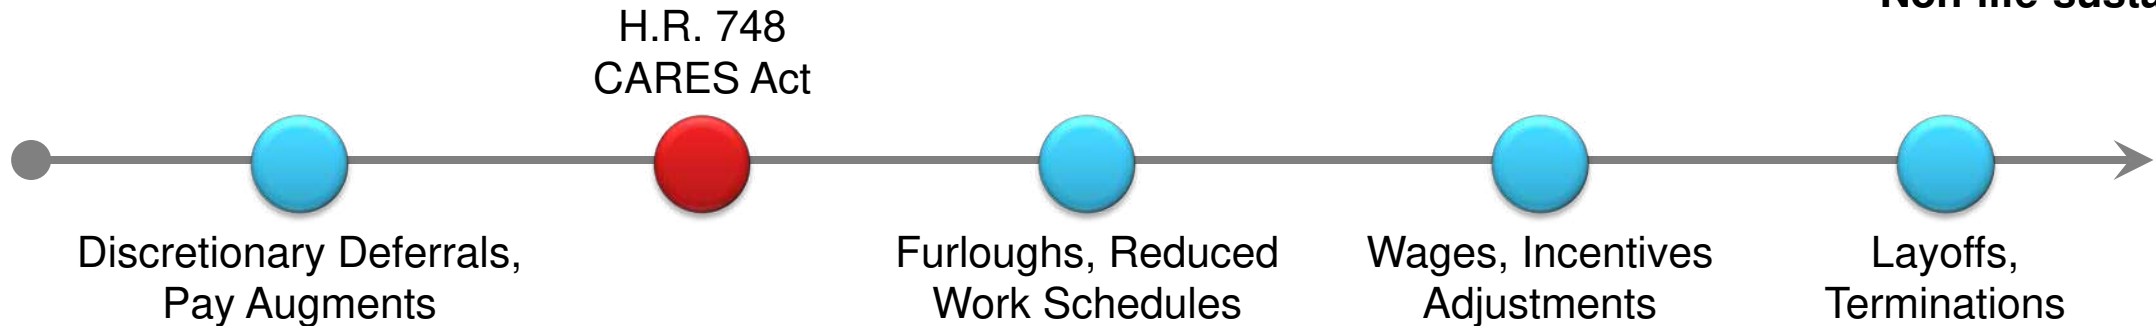 H.R. 748
CARES Act
Discretionary Deferrals,
Pay Augments
Furloughs, Reduced
Work Schedules
Wages, Incentives
Adjustments
Layoffs,
Terminations